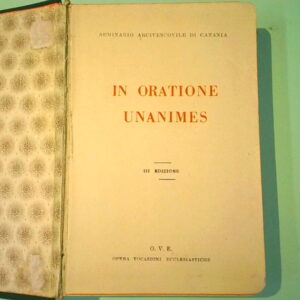 SEMINARIO ARCIVESCOVILE DI CATANIA
IN ORATIONE
UNANIMES
III EDIZIONE
O. V. E.
OPERA VOCAZIONI ECCLESIASTICHE